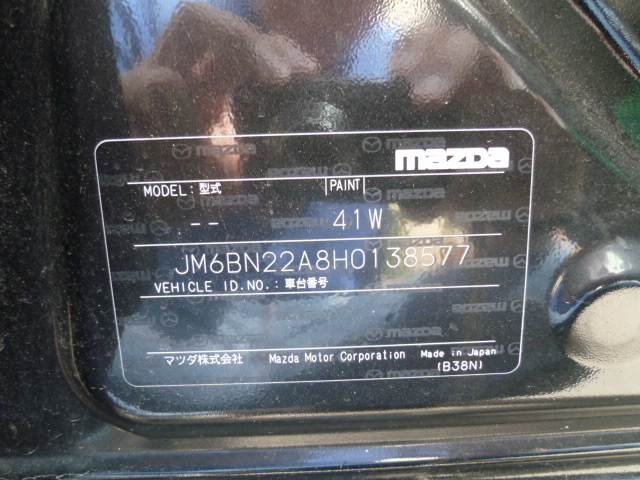 mazda
MODEL: 型式 PAINT
-- 41W
JM6BN22A8H0138577
VEHICLE ID.NO.: 車台番号
マツダ株式会社 Mazda Motor Corporation Made in Japan
(B38N)